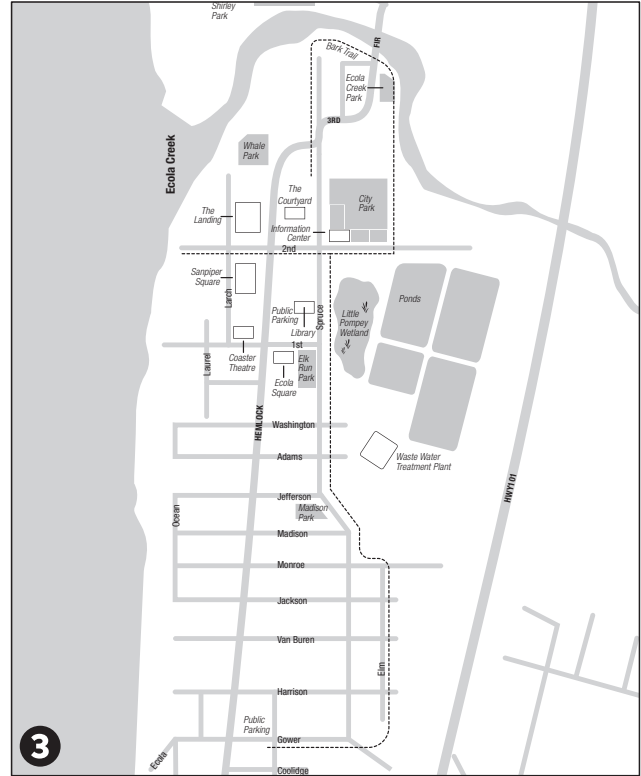 Shirley
Park
Bark Trail
FIR
Ecola
Creek
Park
3RD
Ecola Creek
Whale
Park
The
Courtyard
City
Park
The
Landing
Information
Center
2nd
Sanpiper
Square
Larch
Ponds
Public
Parking
Library
Spruce
Little
Pompey
Wetland
1st
Laurel
Coaster
Theatre
Elk
Run
Park
Ecola
Square
HEMLOCK
Washington
Adams
Waste Water
Treatment Plant
HWY101
Jefferson
Ocean
Madison
Park
Madison
Monroe
Jackson
Van Buren
Elm
Harrison
Public
Parking
Gower
3
Ecola
Coolidge